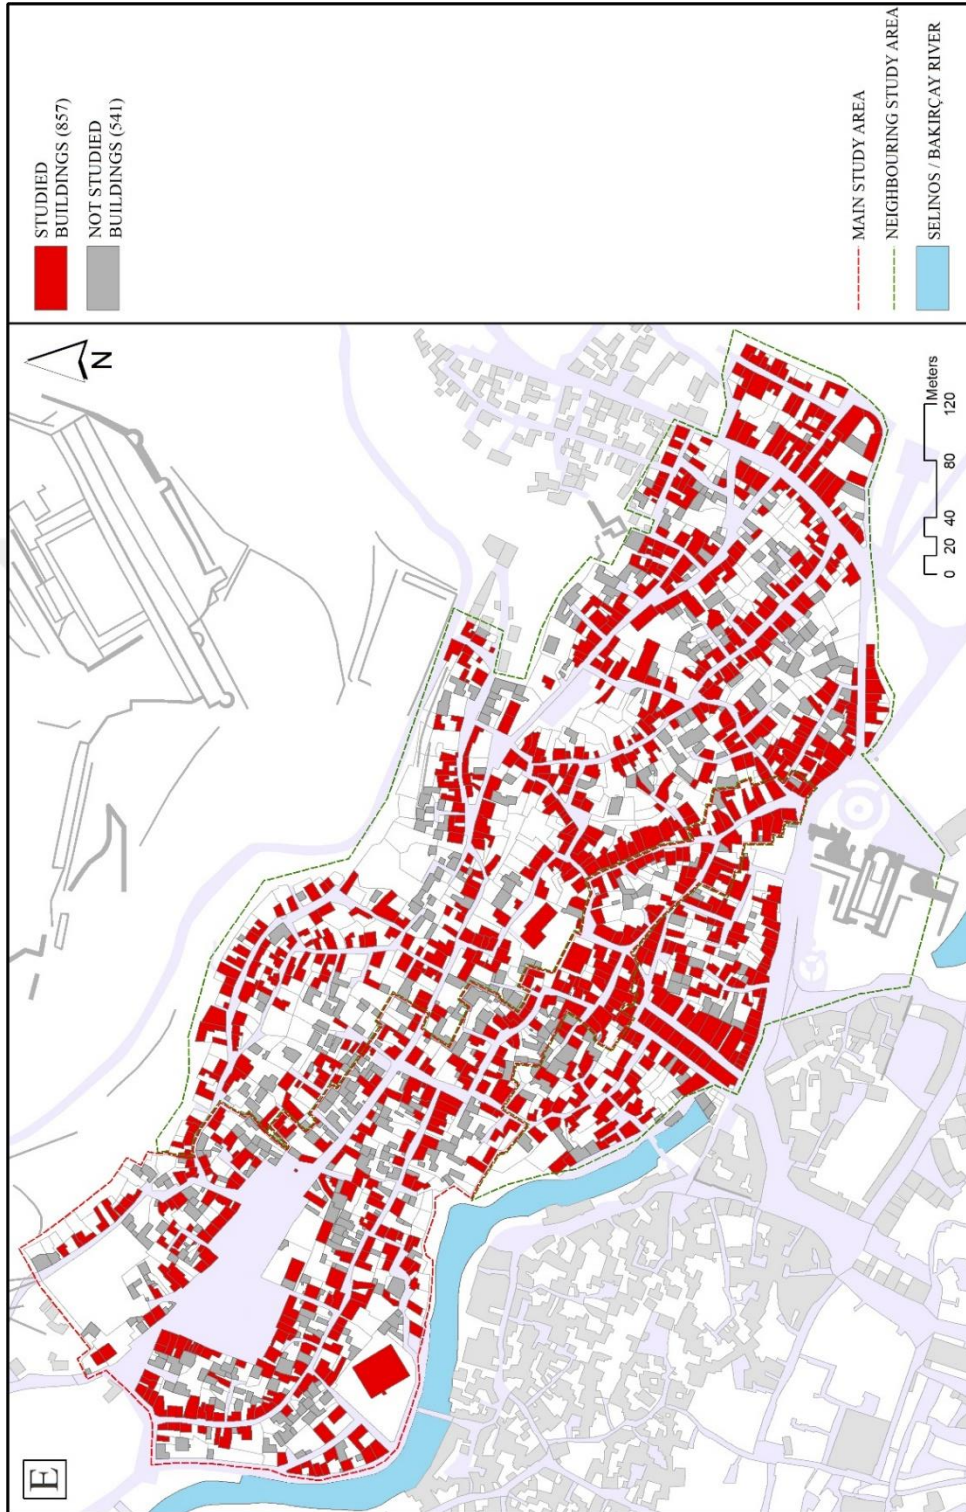 E
N
0 20 40 80 120
Meters
STUDIED
BUILDINGS (857)
NOT STUDIED
BUILDINGS (541)
MAIN STUDY AREA
NEIGHBOURING STUDY AREA
SELINOS / BAKIRÇAY RIVER